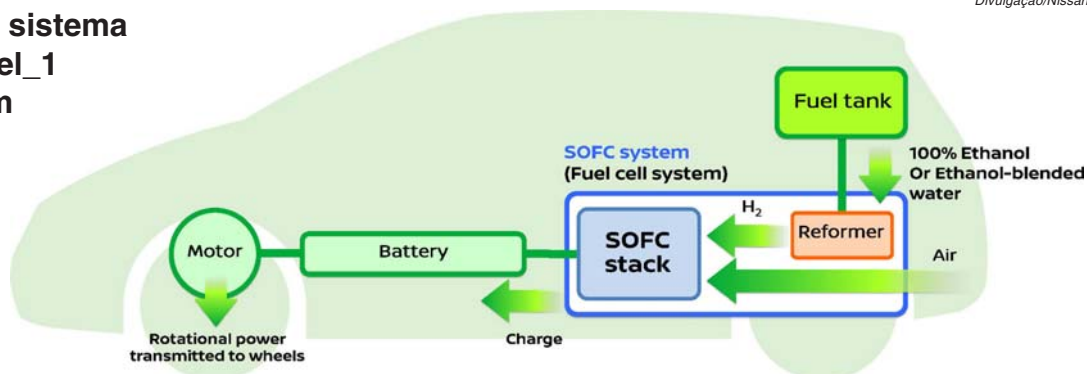 Divulgação/Nissan
sistema
el_1
Fuel tank
SOFC system
(Fuel cell system)
100% Ethanol
Or Ethanol-blended
water
H₂
Motor
Battery
SOFC
stack
Reformer
Air
Rotational power
transmitted to wheels
Charge